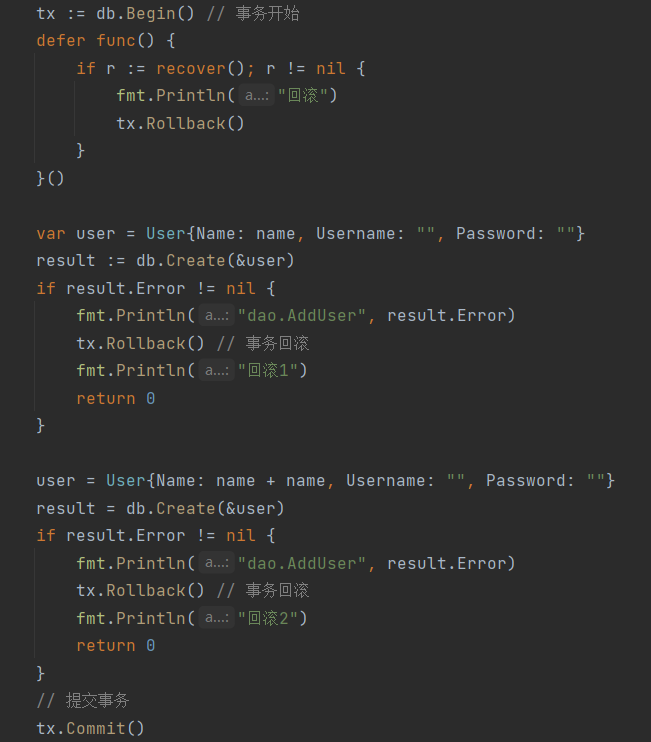 tx := db.Begin() // 事务开始
defer func() {
    if r := recover(); r != nil {
        fmt.Println(a...:"回滚")
        tx.Rollback()
    }
}()

var user = User{Name: name, Username: "", Password: ""}
result := db.Create(&user)
if result.Error != nil {
    fmt.Println(a...:"dao.AddUser", result.Error)
    tx.Rollback() // 事务回滚
    fmt.Println(a...:"回滚1")
    return 0
}

user = User{Name: name + name, Username: "", Password: ""}
result = db.Create(&user)
if result.Error != nil {
    fmt.Println(a...:"dao.AddUser", result.Error)
    tx.Rollback() // 事务回滚
    fmt.Println(a...:"回滚2")
    return 0
}
// 提交事务
tx.Commit()